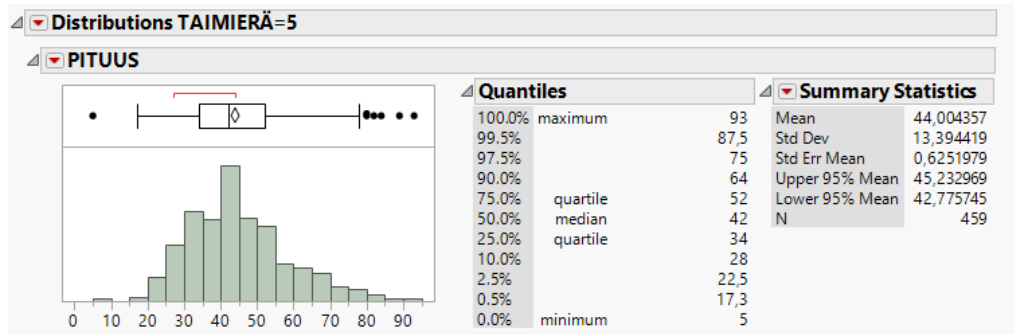 Distributions TAIMIERÄ=5
PITUUS
0 10 20 30 40 50 60 70 80 90
Quantiles
100.0% maximum 93
99.5% 87,5
97.5% 75
90.0% 64
75.0% quartile 52
50.0% median 42
25.0% quartile 34
10.0% 28
2.5% 22,5
0.5% 17,3
0.0% minimum 5
Summary Statistics
Mean 44,004357
Std Dev 13,394419
Std Err Mean 0,6251979
Upper 95% Mean 45,232969
Lower 95% Mean 42,775745
N 459